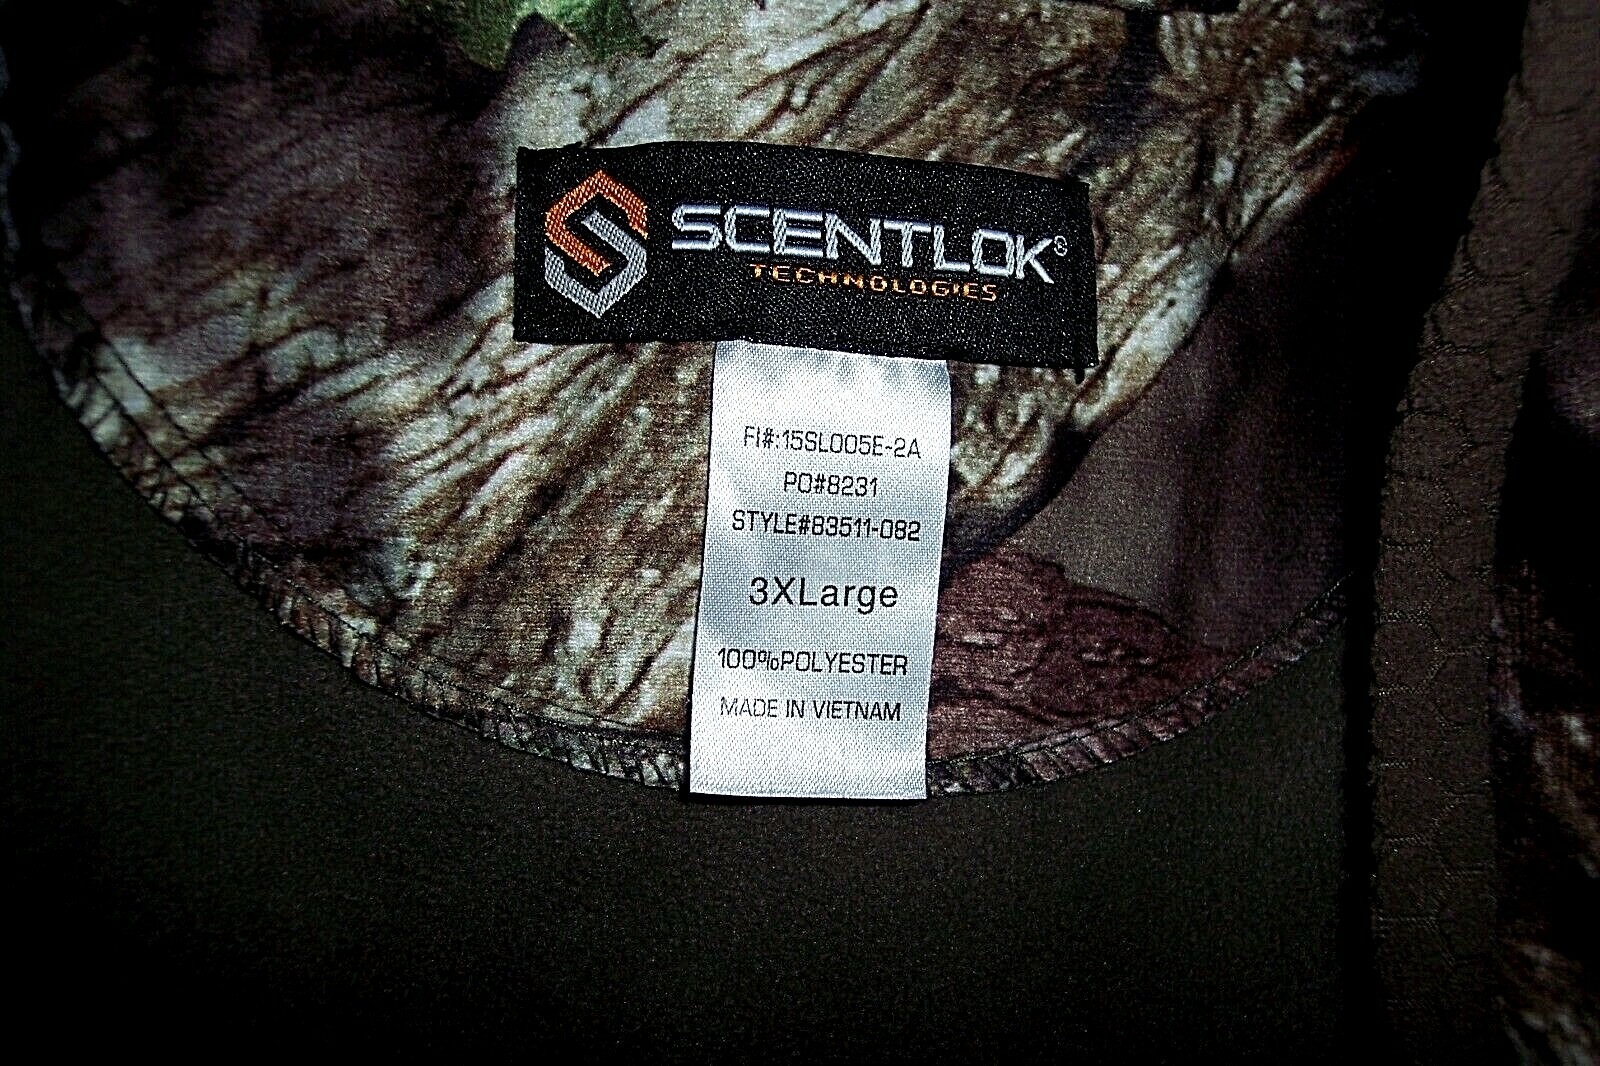 SCENTLOK®
TECHNOLOGIES
FI#:15SL005E-2A
PO#8231
STYLE#83511-082
3XLarge
100%POLYESTER
MADE IN VIETNAM